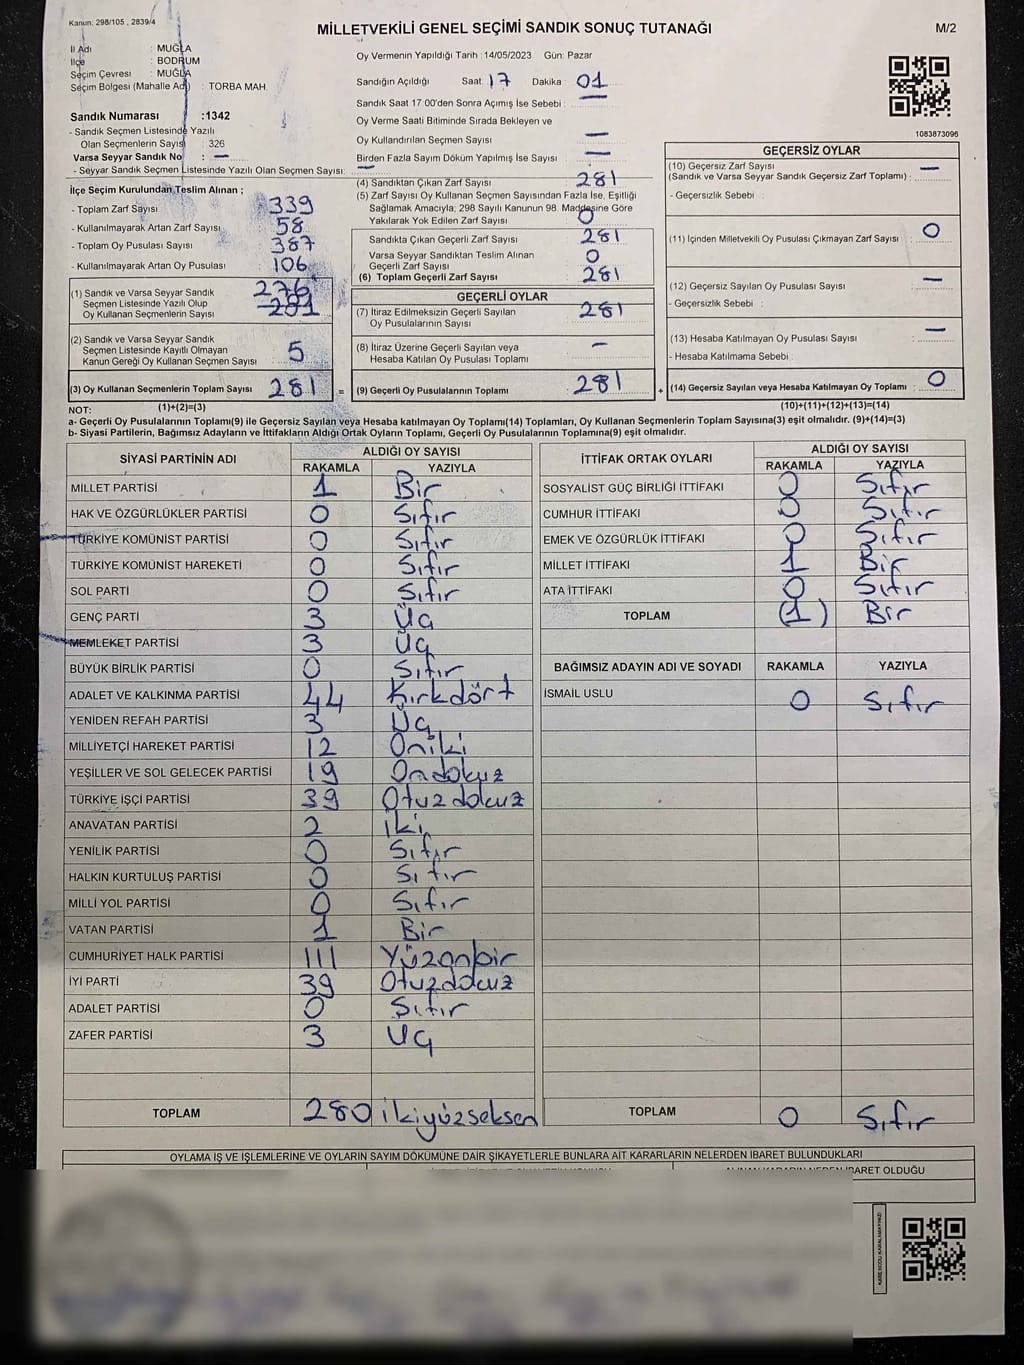 Kanun: 298/105 , 2839/4
MİLLETVEKİLİ GENEL SEÇİMİ SANDIK SONUÇ TUTANAĞI
M/2
İl Adı : MUĞLA
İlçe : BODRUM
Seçim Çevresi : MUĞLA
Seçim Bölgesi (Mahalle Adı) : TORBA MAH.
Oy Vermenin Yapıldığı Tarih : 14/05/2023 Gün: Pazar
Sandığın Açıldığı Saat : 17 Dakika : 01
Sandık Saat 17:00'den Sonra Açımış İse Sebebi : —
Oy Verme Saati Bitiminde Sırada Bekleyen ve
Oy Kullandırılan Seçmen Sayısı : —
Birden Fazla Sayım Döküm Yapılmış İse Sayısı : —
Sandık Numarası :1342
- Sandık Seçmen Listesinde Yazılı
Olan Seçmenlerin Sayısı : 326
Varsa Seyyar Sandık No : —
- Seyyar Sandık Seçmen Listesinde Yazılı Olan Seçmen Sayısı: —
1083873096
İlçe Seçim Kurulundan Teslim Alınan ;
- Toplam Zarf Sayısı : 339
- Kullanılmayarak Artan Zarf Sayısı : 58
- Toplam Oy Pusulası Sayısı : 387
- Kullanılmayarak Artan Oy Pusulası : 106
(1) Sandık ve Varsa Seyyar Sandık
Seçmen Listesinde Yazılı Olup
Oy Kullanan Seçmenlerin Sayısı
276
281
(2) Sandık ve Varsa Seyyar Sandık
Seçmen Listesinde Kayıtlı Olmayan
Kanun Gereği Oy Kullanan Seçmen Sayısı : 5
(3) Oy Kullanan Seçmenlerin Toplam Sayısı : 281 =
(1)+(2)=(3)
(4) Sandıktan Çıkan Zarf Sayısı : 281
(5) Zarf Sayısı Oy Kullanan Seçmen Sayısından Fazla İse, Eşitliği
Sağlamak Amacıyla; 298 Sayılı Kanunun 98. Maddesine Göre
Yakılarak Yok Edilen Zarf Sayısı : 0
Sandıkta Çıkan Geçerli Zarf Sayısı : 281
Varsa Seyyar Sandıktan Teslim Alınan
Geçerli Zarf Sayısı : 0
(6) Toplam Geçerli Zarf Sayısı : 281
GEÇERLİ OYLAR
(7) İtiraz Edilmeksizin Geçerli Sayılan
Oy Pusulalarının Sayısı : 281
(8) İtiraz Üzerine Geçerli Sayılan veya
Hesaba Katılan Oy Pusulası Toplamı : —
(9) Geçerli Oy Pusulalarının Toplamı : 281 +
GEÇERSİZ OYLAR
(10) Geçersiz Zarf Sayısı
(Sandık ve Varsa Seyyar Sandık Geçersiz Zarf Toplamı) : —
- Geçersizlik Sebebi :
(11) İçinden Milletvekili Oy Pusulası Çıkmayan Zarf Sayısı : 0
(12) Geçersiz Sayılan Oy Pusulası Sayısı : —
- Geçersizlik Sebebi :
(13) Hesaba Katılmayan Oy Pusulası Sayısı : —
- Hesaba Katılmama Sebebi :
(14) Geçersiz Sayılan veya Hesaba Katılmayan Oy Toplamı : 0
(10)+(11)+(12)+(13)=(14)
NOT:
a- Geçerli Oy Pusulalarının Toplamı(9) ile Geçersiz Sayılan veya Hesaba katılmayan Oy Toplamı(14) Toplamları, Oy Kullanan Seçmenlerin Toplam Sayısına(3) eşit olmalıdır. (9)+(14)=(3)
b- Siyasi Partilerin, Bağımsız Adayların ve İttifakların Aldığı Ortak Oyların Toplamı, Geçerli Oy Pusulalarının Toplamına(9) eşit olmalıdır.
SİYASİ PARTİNİN ADI ALDIĞI OY SAYISI
RAKAMLA YAZIYLA
MİLLET PARTİSİ 1 Bir
HAK VE ÖZGÜRLÜKLER PARTİSİ 0 Sıfır
TÜRKİYE KOMÜNİST PARTİSİ 0 Sıfır
TÜRKİYE KOMÜNİST HAREKETİ 0 Sıfır
SOL PARTİ 0 Sıfır
GENÇ PARTİ 3 Üç
MEMLEKET PARTİSİ 3 Üç
BÜYÜK BİRLİK PARTİSİ 0 Sıfır
ADALET VE KALKINMA PARTİSİ 44 Kırkdört
YENİDEN REFAH PARTİSİ 3 Üç
MİLLİYETÇİ HAREKET PARTİSİ 12 Oniki
YEŞİLLER VE SOL GELECEK PARTİSİ 19 Ondokuz
TÜRKİYE İŞÇİ PARTİSİ 39 Otuzdokuz
ANAVATAN PARTİSİ 2 İki
YENİLİK PARTİSİ 0 Sıfır
HALKIN KURTULUŞ PARTİSİ 0 Sıfır
MİLLİ YOL PARTİSİ 0 Sıfır
VATAN PARTİSİ 1 Bir
CUMHURİYET HALK PARTİSİ 111 Yüzonbir
İYİ PARTİ 39 Otuzdokuz
ADALET PARTİSİ 0 Sıfır
ZAFER PARTİSİ 3 Üç
TOPLAM 280 ikiyüzseksen
İTTİFAK ORTAK OYLARI ALDIĞI OY SAYISI
RAKAMLA YAZIYLA
SOSYALİST GÜÇ BİRLİĞİ İTTİFAKI 0 Sıfır
CUMHUR İTTİFAKI 0 Sıfır
EMEK VE ÖZGÜRLÜK İTTİFAKI 0 Sıfır
MİLLET İTTİFAKI 1 Bir
ATA İTTİFAKI 0 Sıfır
TOPLAM (1) Bir
BAĞIMSIZ ADAYIN ADI VE SOYADI RAKAMLA YAZIYLA
İSMAİL USLU 0 Sıfır
TOPLAM 0 Sıfır
OYLAMA İŞ VE İŞLEMLERİNE VE OYLARIN SAYIM DÖKÜMÜNE DAİR ŞİKAYETLERLE BUNLARA AİT KARARLARIN NELERDEN İBARET BULUNDUKLARI
İBARET OLDUĞU
KARE KODU KARALAMAYINIZ!